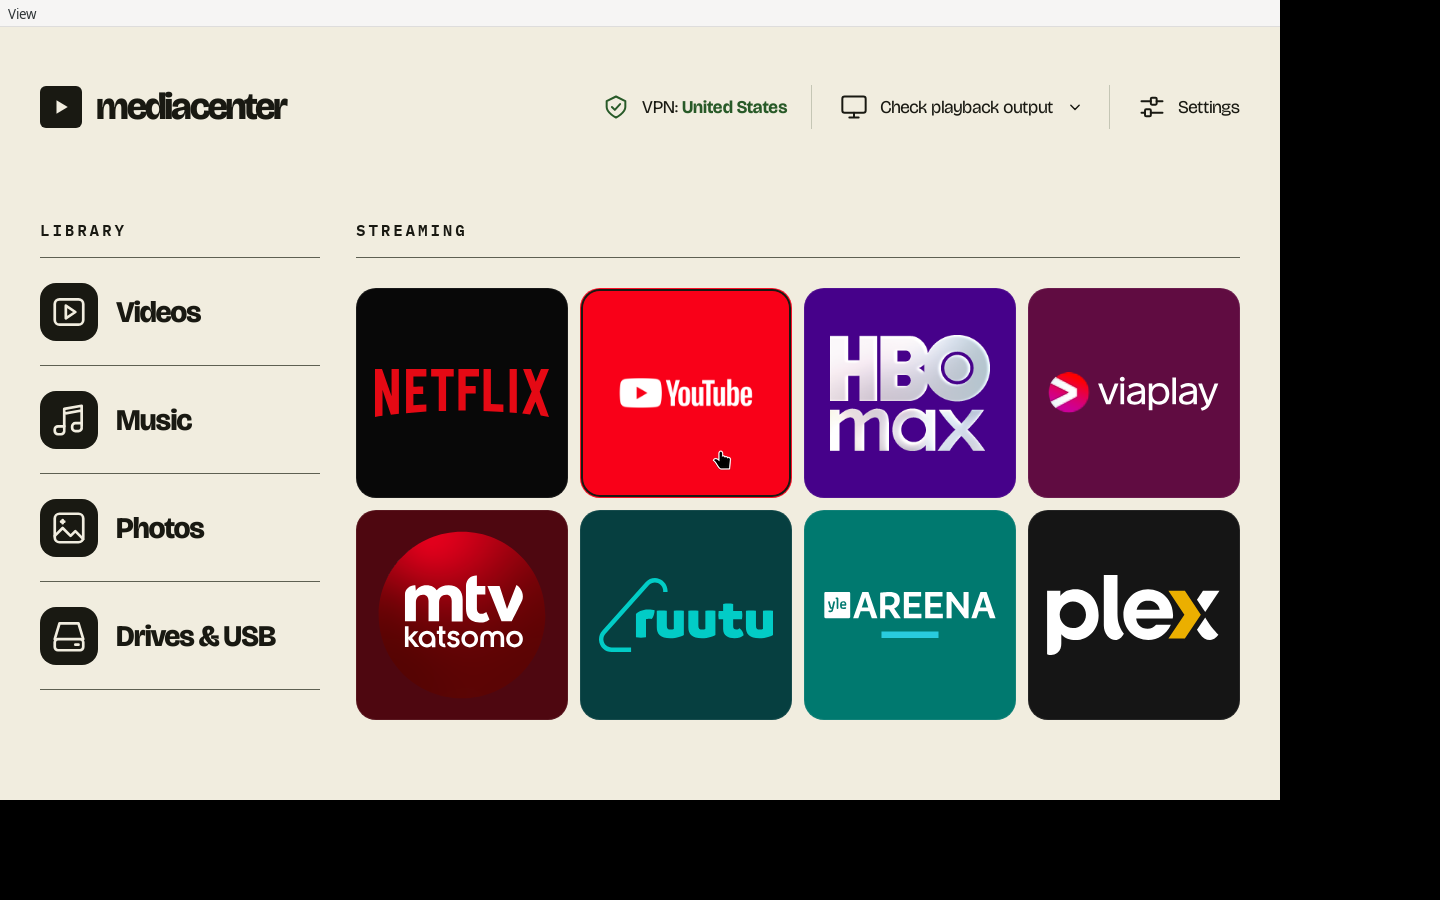 View
mediacenter
VPN: United States
Check playback output
Settings
LIBRARY
STREAMING
Videos
Music
Photos
Drives & USB
NETFLIX
YouTube
HBO
max
viaplay
mtv
katsomo
ruutu
yle AREENA
plex